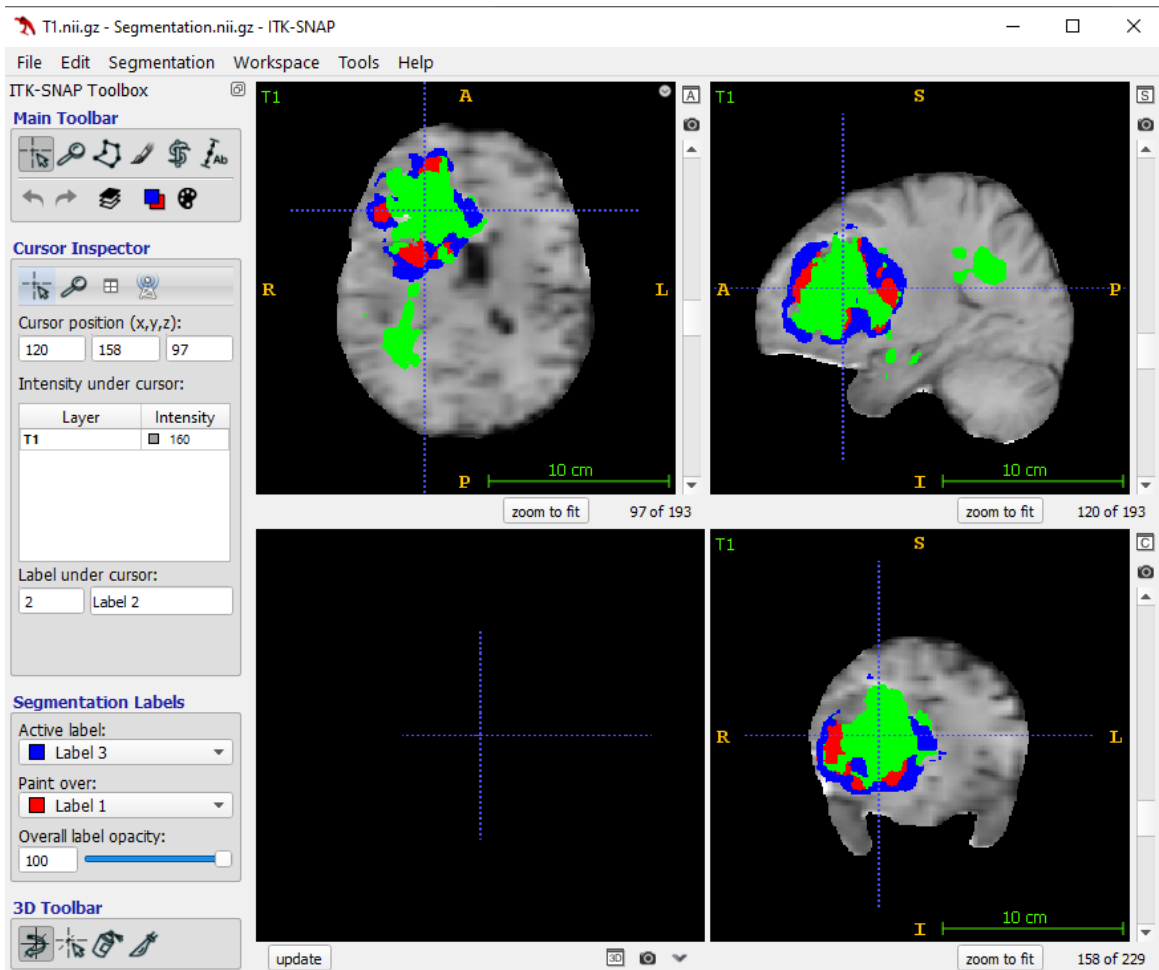 T1.nii.gz - Segmentation.nii.gz - ITK-SNAP
File Edit Segmentation Workspace Tools Help
ITK-SNAP Toolbox
Main Toolbar
Ab
Cursor Inspector
Cursor position (x,y,z):
120 158 97
Intensity under cursor:
Layer Intensity
T1 160
Label under cursor:
2 Label 2
Segmentation Labels
Active label:
Label 3
Paint over:
Label 1
Overall label opacity:
100
3D Toolbar
T1
A
R
L
P
10 cm
A
zoom to fit 97 of 193
T1
S
A
P
I
10 cm
S
zoom to fit 120 of 193
update
3D
T1
S
R
L
I
10 cm
C
zoom to fit 158 of 229